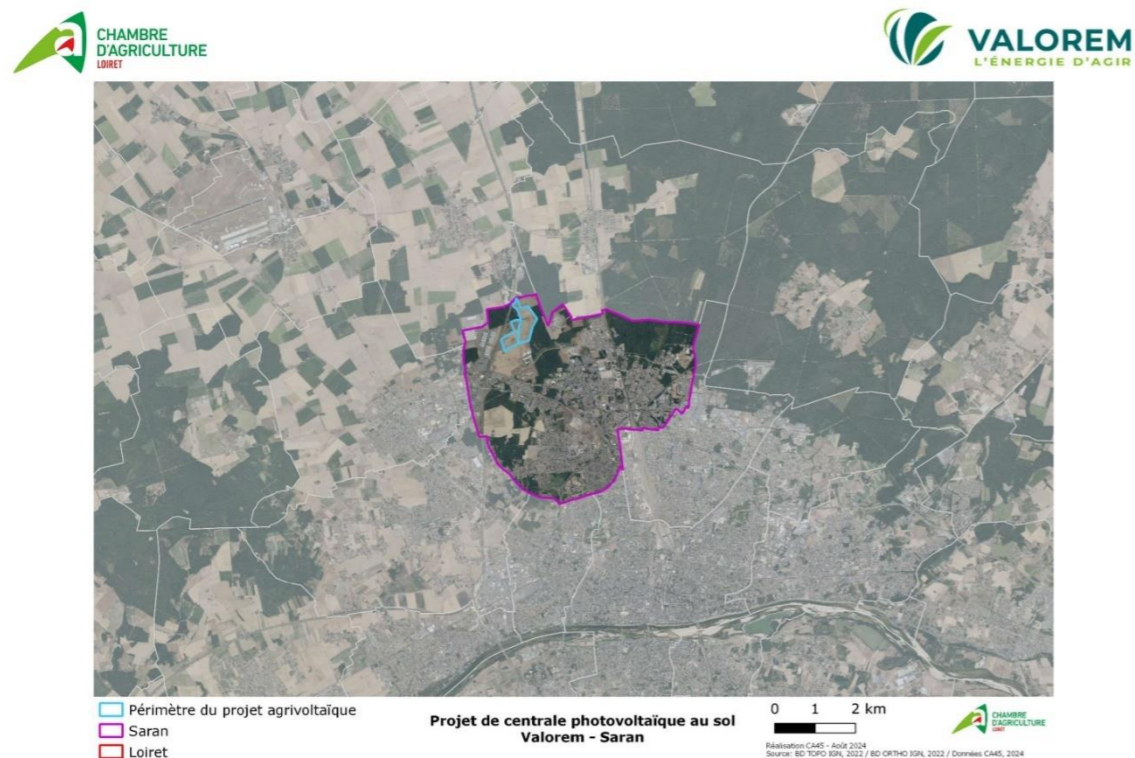 CHAMBRE
D'AGRICULTURE
LOIRET
VALOREM
L'ÉNERGIE D'AGIR
Périmètre du projet agrivoltaïque
Saran
Loiret
Projet de centrale photovoltaïque au sol
Valorem - Saran
0 1 2 km
CHAMBRE
D'AGRICULTURE
LOIRET
Réalisation CA45 - Août 2024
Source: BD TOPO IGN, 2022 / BD ORTHO IGN, 2022 / Données CA45, 2024